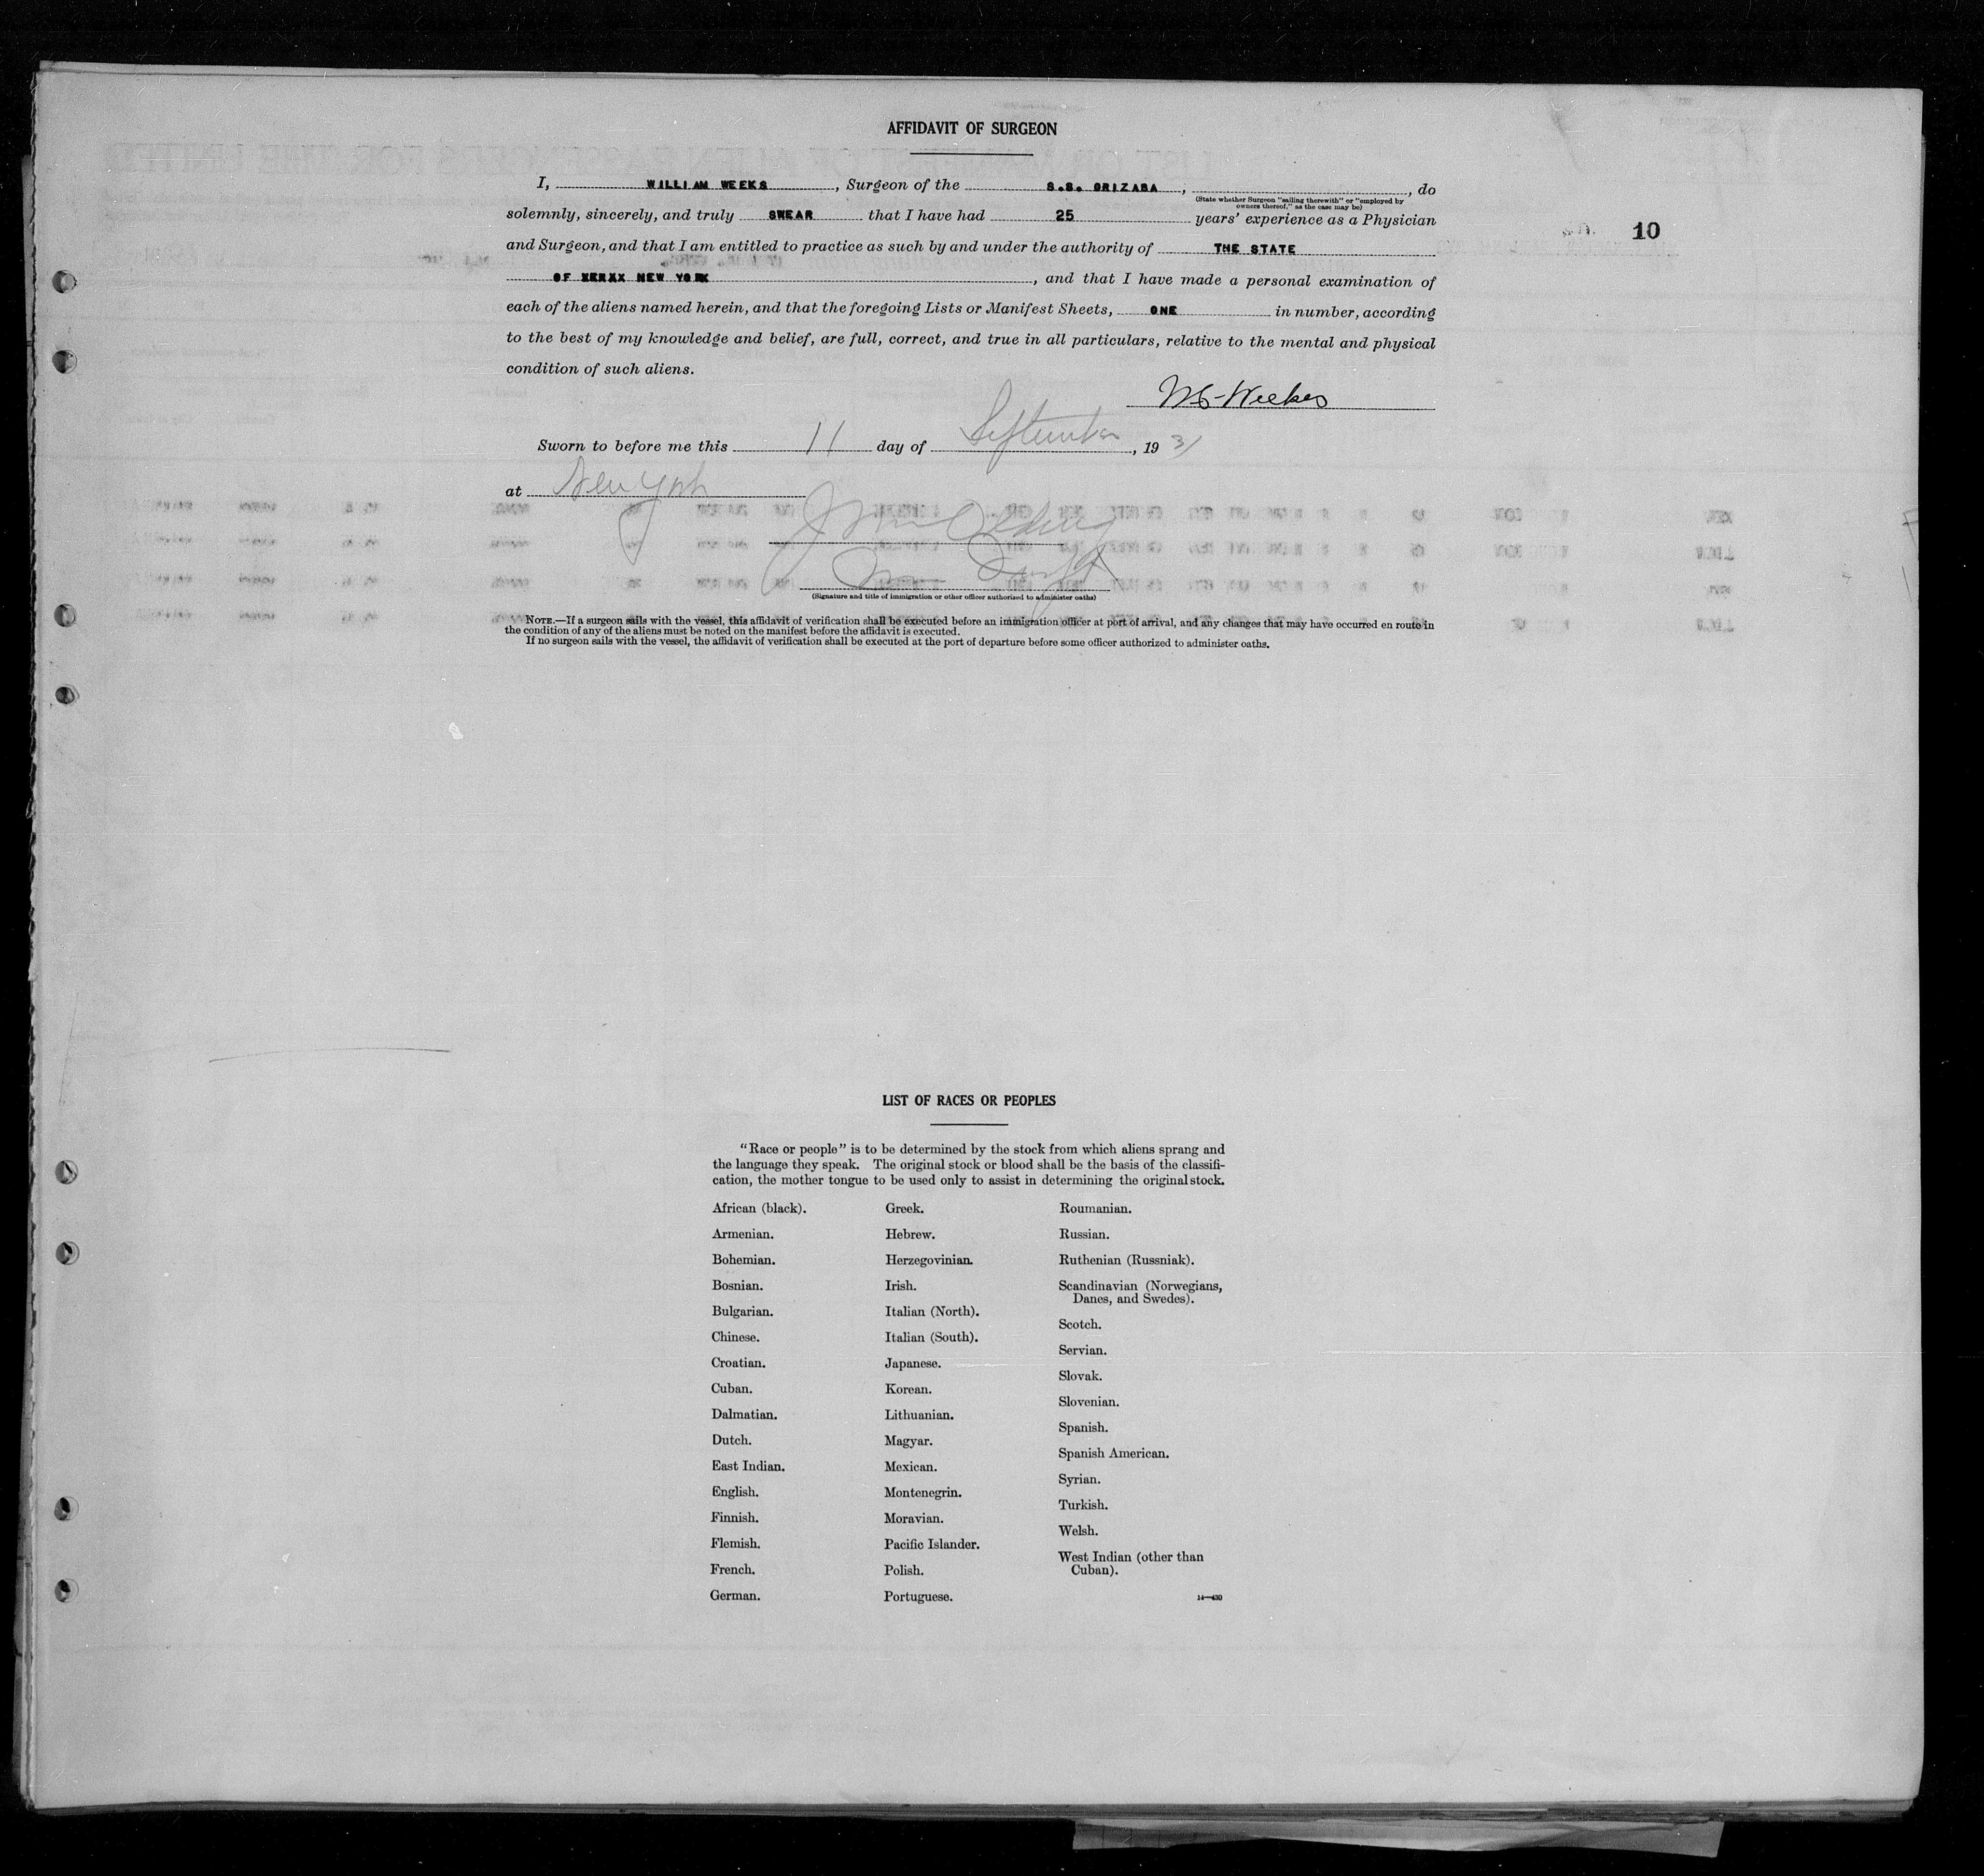 AFFIDAVIT OF SURGEON
I, WILLIAM WEEKS, Surgeon of the S.S. ORIZABA, , do
(State whether Surgeon "sailing therewith" or "employed by
owners thereof," as the case may be)
solemnly, sincerely, and truly SWEAR that I have had 25 years' experience as a Physician
10
and Surgeon, and that I am entitled to practice as such by and under the authority of THE STATE
OF NEW YORK, and that I have made a personal examination of
each of the aliens named herein, and that the foregoing Lists or Manifest Sheets, ONE in number, according
to the best of my knowledge and belief, are full, correct, and true in all particulars, relative to the mental and physical
condition of such aliens.
Weekes
Sworn to before me this 11 day of September, 1931
at New York
(Signature and title of immigration or other officer authorized to administer oaths)
NOTE.—If a surgeon sails with the vessel, this affidavit of verification shall be executed before an immigration officer at port of arrival, and any changes that may have occurred en route in
the condition of any of the aliens must be noted on the manifest before the affidavit is executed.
If no surgeon sails with the vessel, the affidavit of verification shall be executed at the port of departure before some officer authorized to administer oaths.
LIST OF RACES OR PEOPLES
"Race or people" is to be determined by the stock from which aliens sprang and
the language they speak. The original stock or blood shall be the basis of the classifi-
cation, the mother tongue to be used only to assist in determining the original stock.
African (black).
Armenian.
Bohemian.
Bosnian.
Bulgarian.
Chinese.
Croatian.
Cuban.
Dalmatian.
Dutch.
East Indian.
English.
Finnish.
Flemish.
French.
German.
Greek.
Hebrew.
Herzegovinian.
Irish.
Italian (North).
Italian (South).
Japanese.
Korean.
Lithuanian.
Magyar.
Mexican.
Montenegrin.
Moravian.
Pacific Islander.
Polish.
Portuguese.
Roumanian.
Russian.
Ruthenian (Russniak).
Scandinavian (Norwegians,
Danes, and Swedes).
Scotch.
Servian.
Slovak.
Slovenian.
Spanish.
Spanish American.
Syrian.
Turkish.
Welsh.
West Indian (other than
Cuban).
14—430